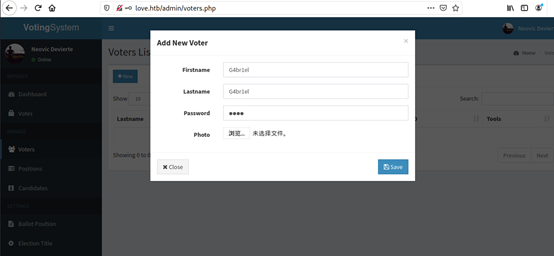 love.htb/admin/voters.php
VotingSystem
Neovic Devierte
Neovic Devierte
Online
Voters Lis
Home
Add New Voter
×
Firstname
G4br1el
Lastname
G4br1el
Password
••••
Photo
浏览... 未选择文件。
Close
Save
New
Show 10
Search:
Lastname
Tools
Showing 0 to 0
Previous
Next
Dashboard
Votes
Voters
Positions
Candidates
SETTINGS
Ballot Position
Election Title